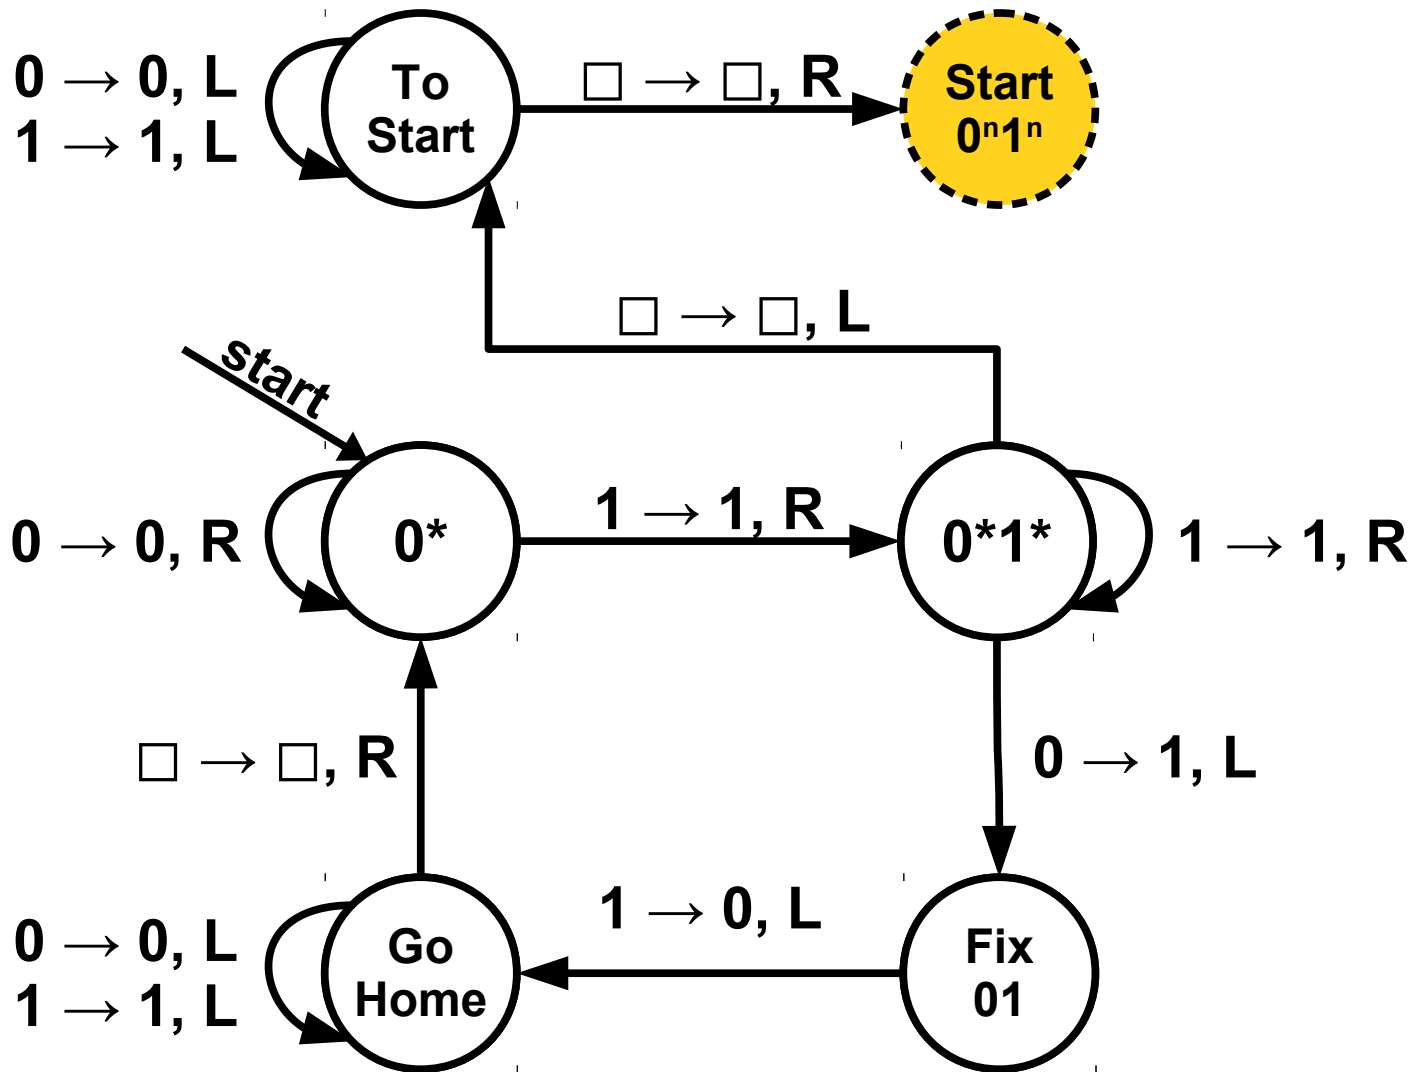 0 → 0, L
1 → 1, L
To
Start
□ → □, R
Start
0ⁿ1ⁿ
□ → □, L
start
0 → 0, R
0*
1 → 1, R
0*1*
1 → 1, R
□ → □, R
0 → 1, L
0 → 0, L
1 → 1, L
Go
Home
1 → 0, L
Fix
01